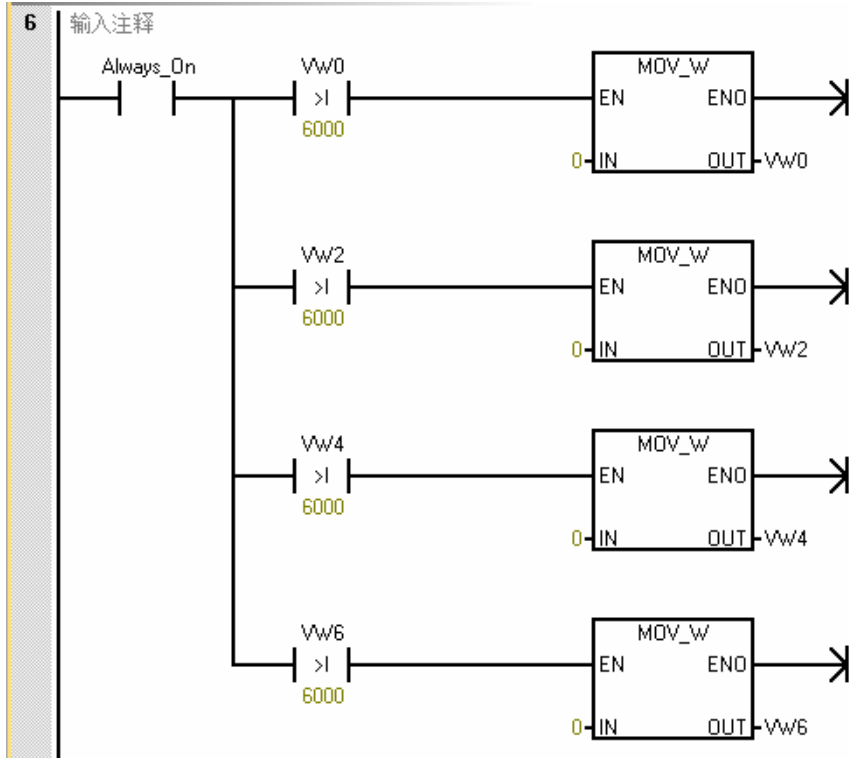 6 输入注释
Always_On VW0 MOV_W
>I EN ENO
6000
0 IN OUT VW0
VW2 MOV_W
>I EN ENO
6000
0 IN OUT VW2
VW4 MOV_W
>I EN ENO
6000
0 IN OUT VW4
VW6 MOV_W
>I EN ENO
6000
0 IN OUT VW6